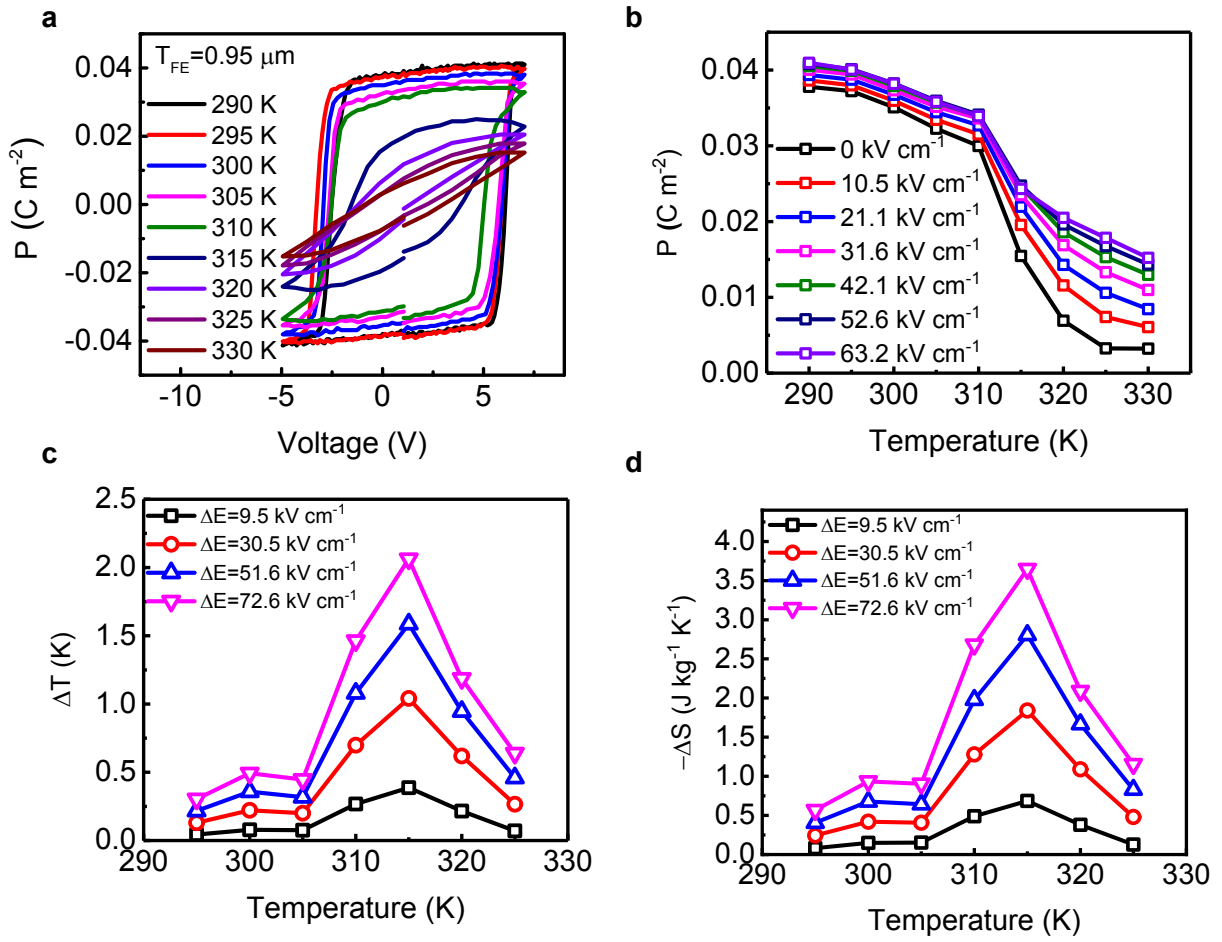 a
T_FE=0.95 μm
290 K
295 K
300 K
305 K
310 K
315 K
320 K
325 K
330 K
0.04
0.02
0.00
-0.02
-0.04
P (C m⁻²)
-10 -5 0 5
Voltage (V)
b
0.04
0.03
0.02
0.01
0.00
P (C m⁻²)
0 kV cm⁻¹
10.5 kV cm⁻¹
21.1 kV cm⁻¹
31.6 kV cm⁻¹
42.1 kV cm⁻¹
52.6 kV cm⁻¹
63.2 kV cm⁻¹
290 300 310 320 330
Temperature (K)
c
2.5
2.0
1.5
1.0
0.5
0.0
ΔT (K)
ΔE=9.5 kV cm⁻¹
ΔE=30.5 kV cm⁻¹
ΔE=51.6 kV cm⁻¹
ΔE=72.6 kV cm⁻¹
290 300 310 320 330
Temperature (K)
d
4.0
3.5
3.0
2.5
2.0
1.5
1.0
0.5
0.0
−ΔS (J kg⁻¹ K⁻¹)
ΔE=9.5 kV cm⁻¹
ΔE=30.5 kV cm⁻¹
ΔE=51.6 kV cm⁻¹
ΔE=72.6 kV cm⁻¹
290 300 310 320 330
Temperature (K)